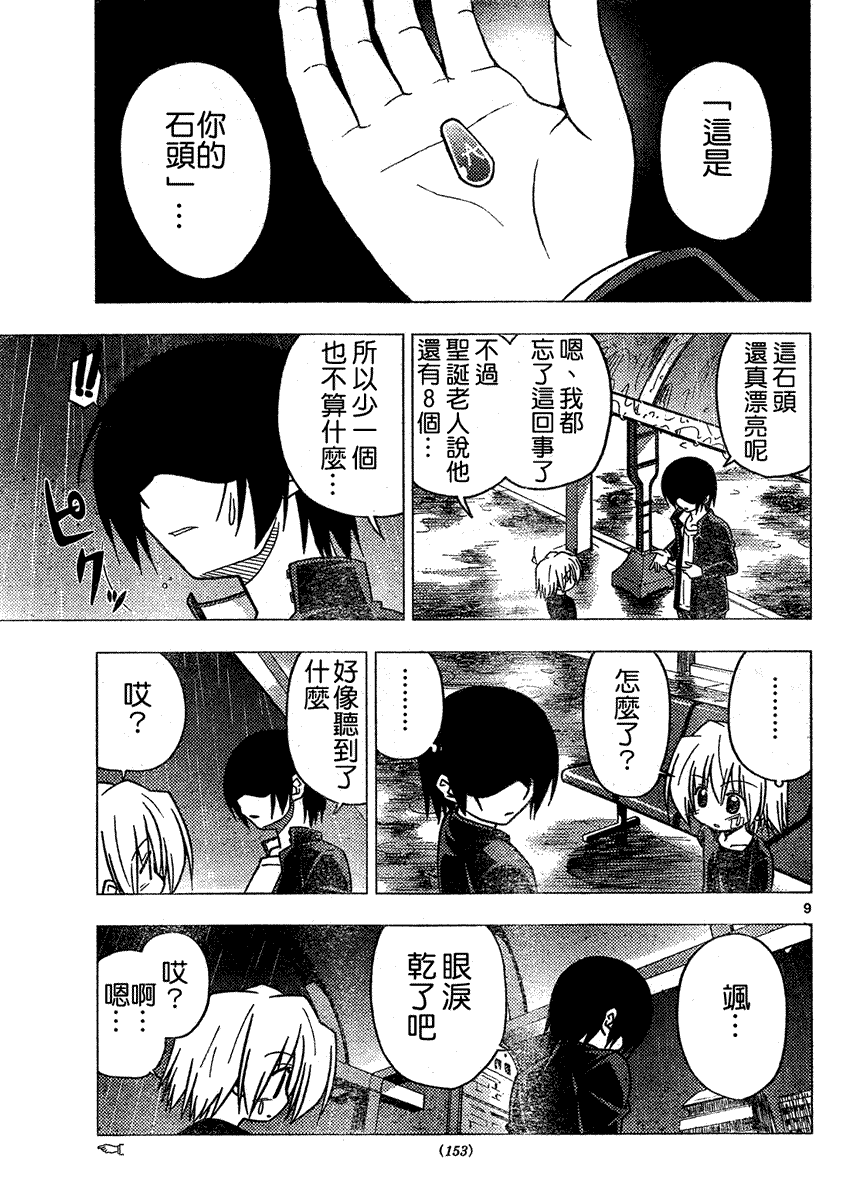 「這是
你的
石頭」…
這石頭
還真漂亮呢
嗯、我都
忘了這回事了
不過
聖誕老人說他
還有8個…
所以少一個
也不算什麼…
!!
ピクッ
………
怎麼了?
………
好像聽到了
什麼
哎?
9
颯…
眼淚
乾了吧
哎?
啊…
嗯…
(153)